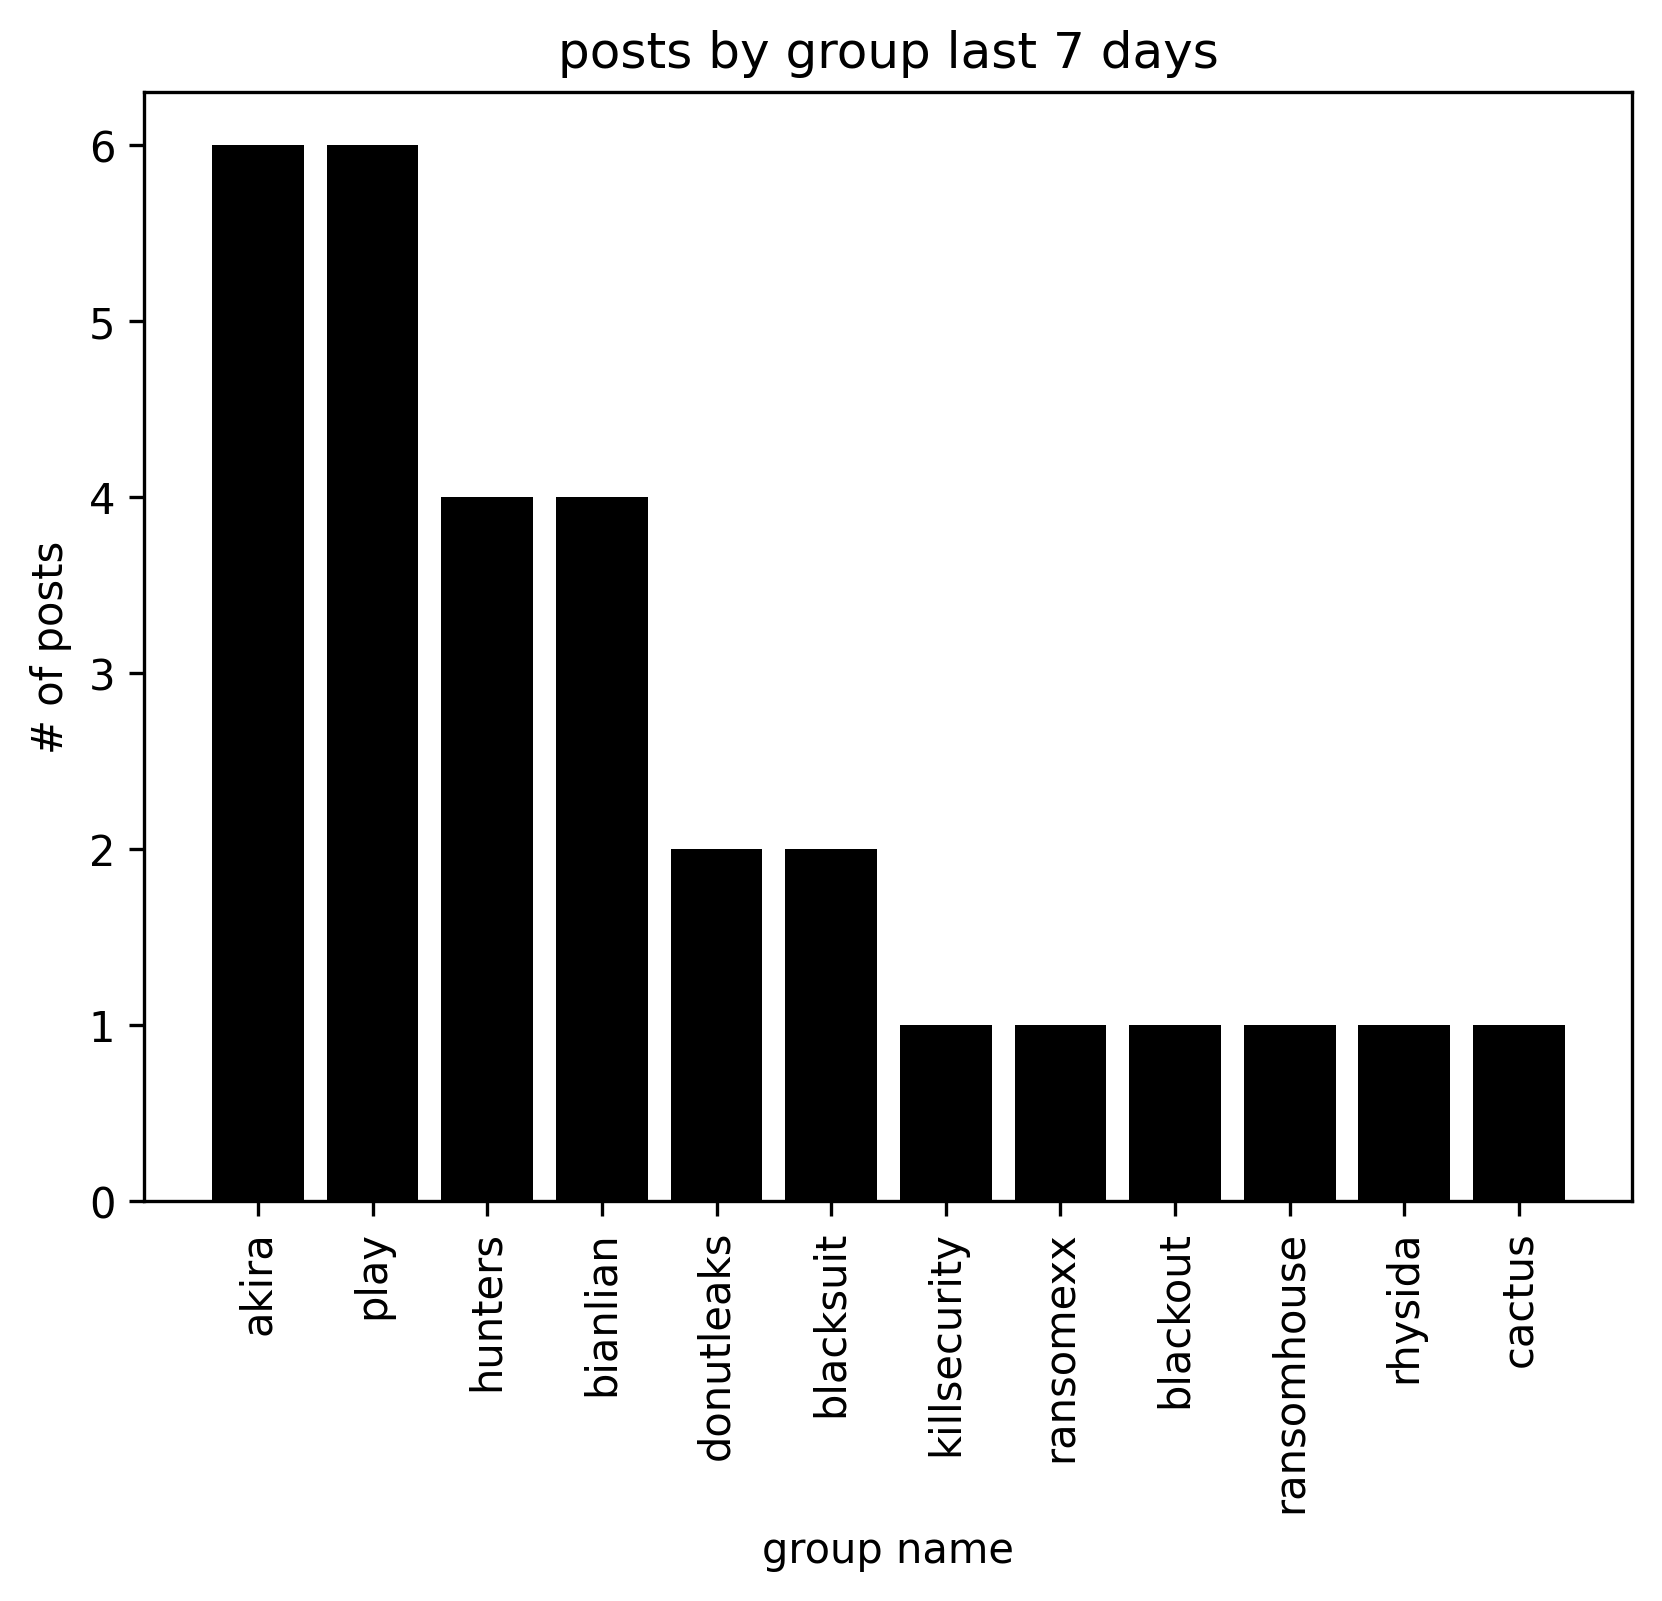 posts by group last 7 days
# of posts
6
5
4
3
2
1
0
akira
play
hunters
bianlian
donutleaks
blacksuit
killsecurity
ransomexx
blackout
ransomhouse
rhysida
cactus
group name